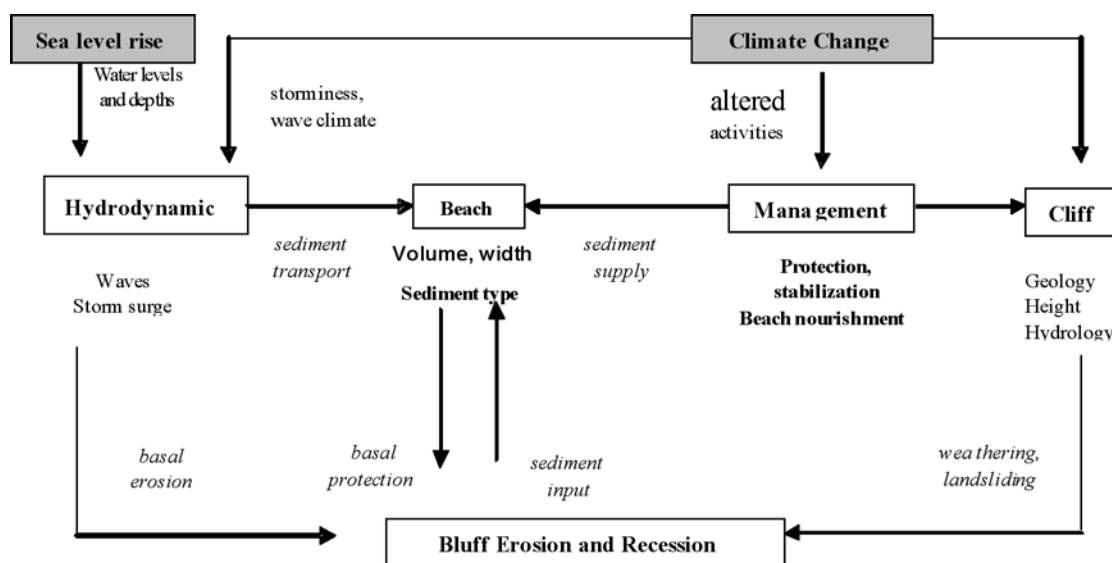 Sea level rise
Climate Change
Water levels
and depths
storminess,
wave climate
altered
activities
Hydrodynamic
Beach
Management
Cliff
sediment
transport
Volume, width
Sediment type
sediment
supply
Protection,
stabilization
Beach nourishment
Waves
Storm surge
Geology
Height
Hydrology
basal
erosion
basal
protection
sediment
input
wea thering,
landsliding
Bluff Erosion and Recession